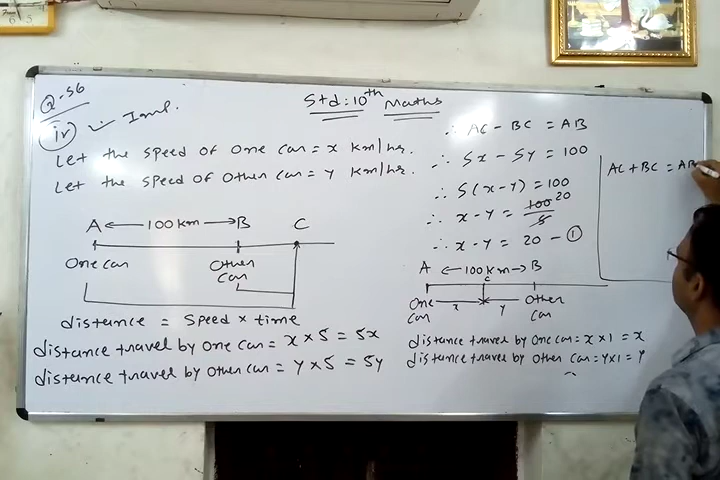 Q-56
Std:10th Maths
iv) Imp.
Let the speed of one car = x km/hr.
Let the speed of other car = y km/hr.
A ← 100 km → B C
One car Other car
distance = speed × time
distance travel by one car = x × 5 = 5x
distance travel by other car = y × 5 = 5y
∴ AC - BC = AB
∴ 5x - 5y = 100
∴ 5(x-y) = 100
∴ x-y = 100/5 20
∴ x-y = 20 - ①
A ← 100 km → B
C
One car x y Other car
distance travel by one car = x × 1 = x
distance travel by other car = y × 1 = y
AC + BC = AB